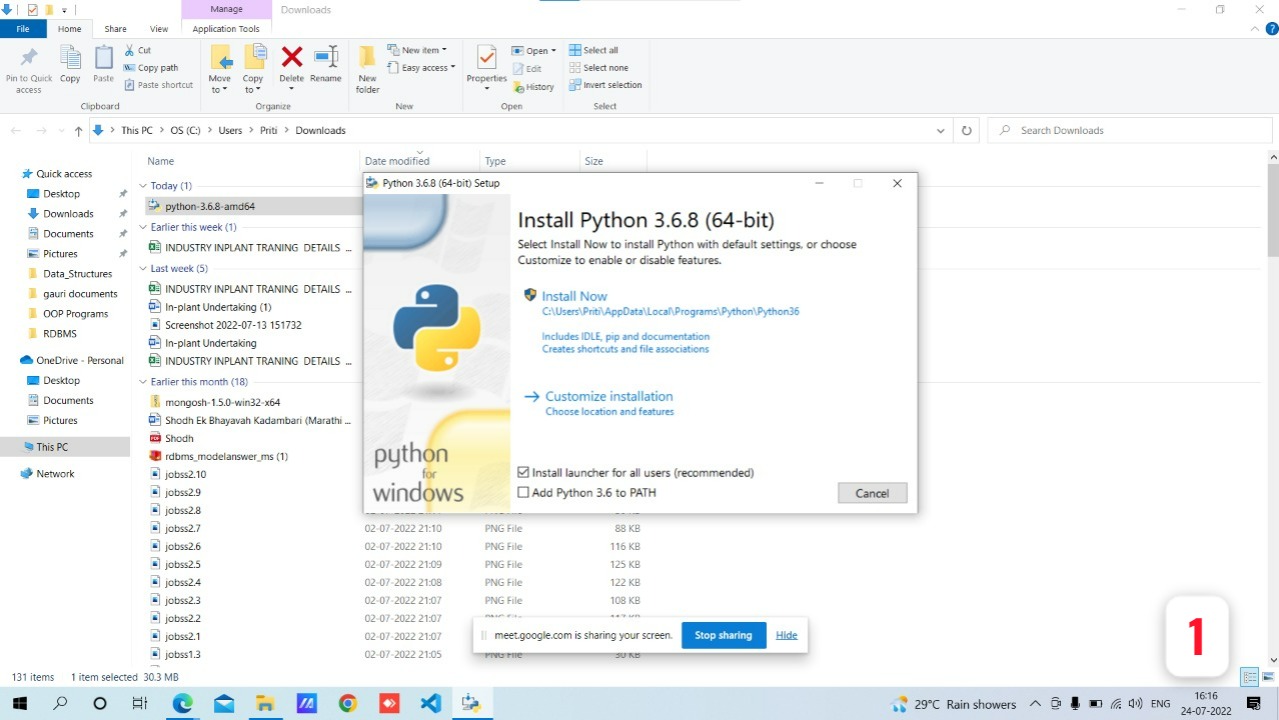 Manage Downloads
File Home Share View Application Tools
Pin to Quick access
Copy
Paste
Cut
Copy path
Paste shortcut
Clipboard
Move to
Copy to
Delete
Rename
Organize
New folder
New item
Easy access
New
Properties
Open
Edit
History
Open
Select all
Select none
Invert selection
Select
This PC > OS (C:) > Users > Priti > Downloads
Search Downloads
Quick access
Desktop
Downloads
Documents
Pictures
Data_Structures
gauri documents
OOP Programs
RDBMS
OneDrive - Personal
Desktop
Documents
Pictures
This PC
Network
Name Date modified Type Size
Today (1)
python-3.6.8-amd64
Earlier this week (1)
INDUSTRY INPLANT TRANING DETAILS ...
Last week (5)
INDUSTRY INPLANT TRANING DETAILS ...
In-plant Undertaking (1)
Screenshot 2022-07-13 151732
In-plant Undertaking
INDUSTRY INPLANT TRANING DETAILS ...
Earlier this month (18)
mongosh-1.5.0-win32-x64
Shodh Ek Bhayavah Kadambari (Marathi ...
Shodh
rdbms_modelanswer_ms (1)
jobss2.10
jobss2.9
jobss2.8
jobss2.7 02-07-2022 21:10 PNG File 88 KB
jobss2.6 02-07-2022 21:10 PNG File 116 KB
jobss2.5 02-07-2022 21:09 PNG File 125 KB
jobss2.4 02-07-2022 21:08 PNG File 122 KB
jobss2.3 02-07-2022 21:07 PNG File 108 KB
jobss2.2 02-07-2022 21:07
jobss2.1 02-07-2022 21:07
jobss1.3 02-07-2022 21:05 PNG File 30 KB
Python 3.6.8 (64-bit) Setup
Install Python 3.6.8 (64-bit)
Select Install Now to install Python with default settings, or choose
Customize to enable or disable features.
Install Now
C:\Users\Priti\AppData\Local\Programs\Python\Python36
Includes IDLE, pip and documentation
Creates shortcuts and file associations
Customize installation
Choose location and features
Install launcher for all users (recommended)
Add Python 3.6 to PATH
Cancel
python
for
windows
meet.google.com is sharing your screen. Stop sharing Hide
1
131 items 1 item selected 30.3 MB
29°C Rain showers ENG
16:16
24-07-2022